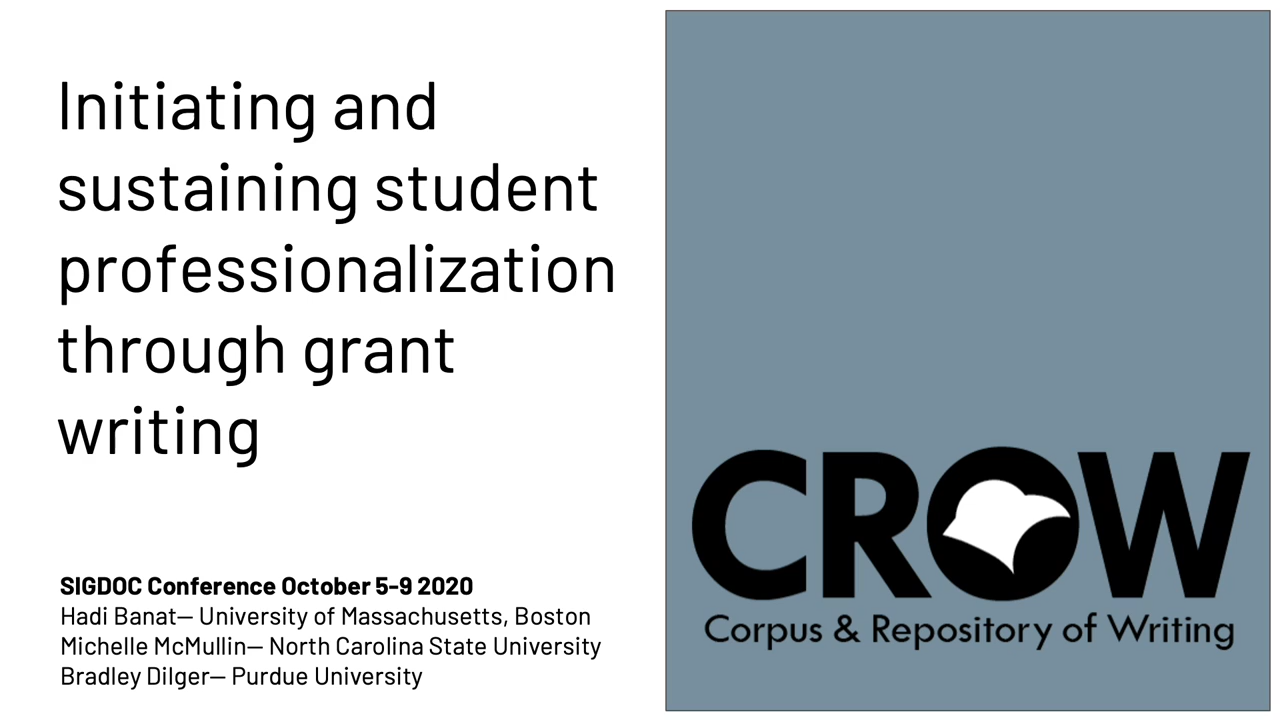 Initiating and
sustaining student
professionalization
through grant
writing
SIGDOC Conference October 5-9 2020
Hadi Banat— University of Massachusetts, Boston
Michelle McMullin— North Carolina State University
Bradley Dilger— Purdue University
CROW
Corpus & Repository of Writing